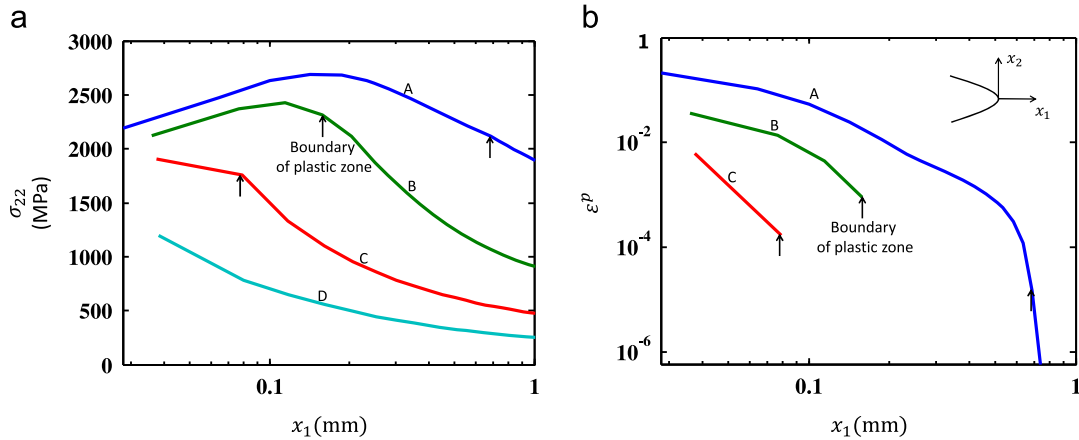 a
3000
2500
2000
1500
1000
500
0
σ22
(MPa)
A
Boundary
of plastic zone
B
C
D
0.1
1
x1(mm)
b
1
10-2
10-4
10-6
εp
A
B
C
Boundary
of plastic zone
x2
x1
0.1
1
x1(mm)